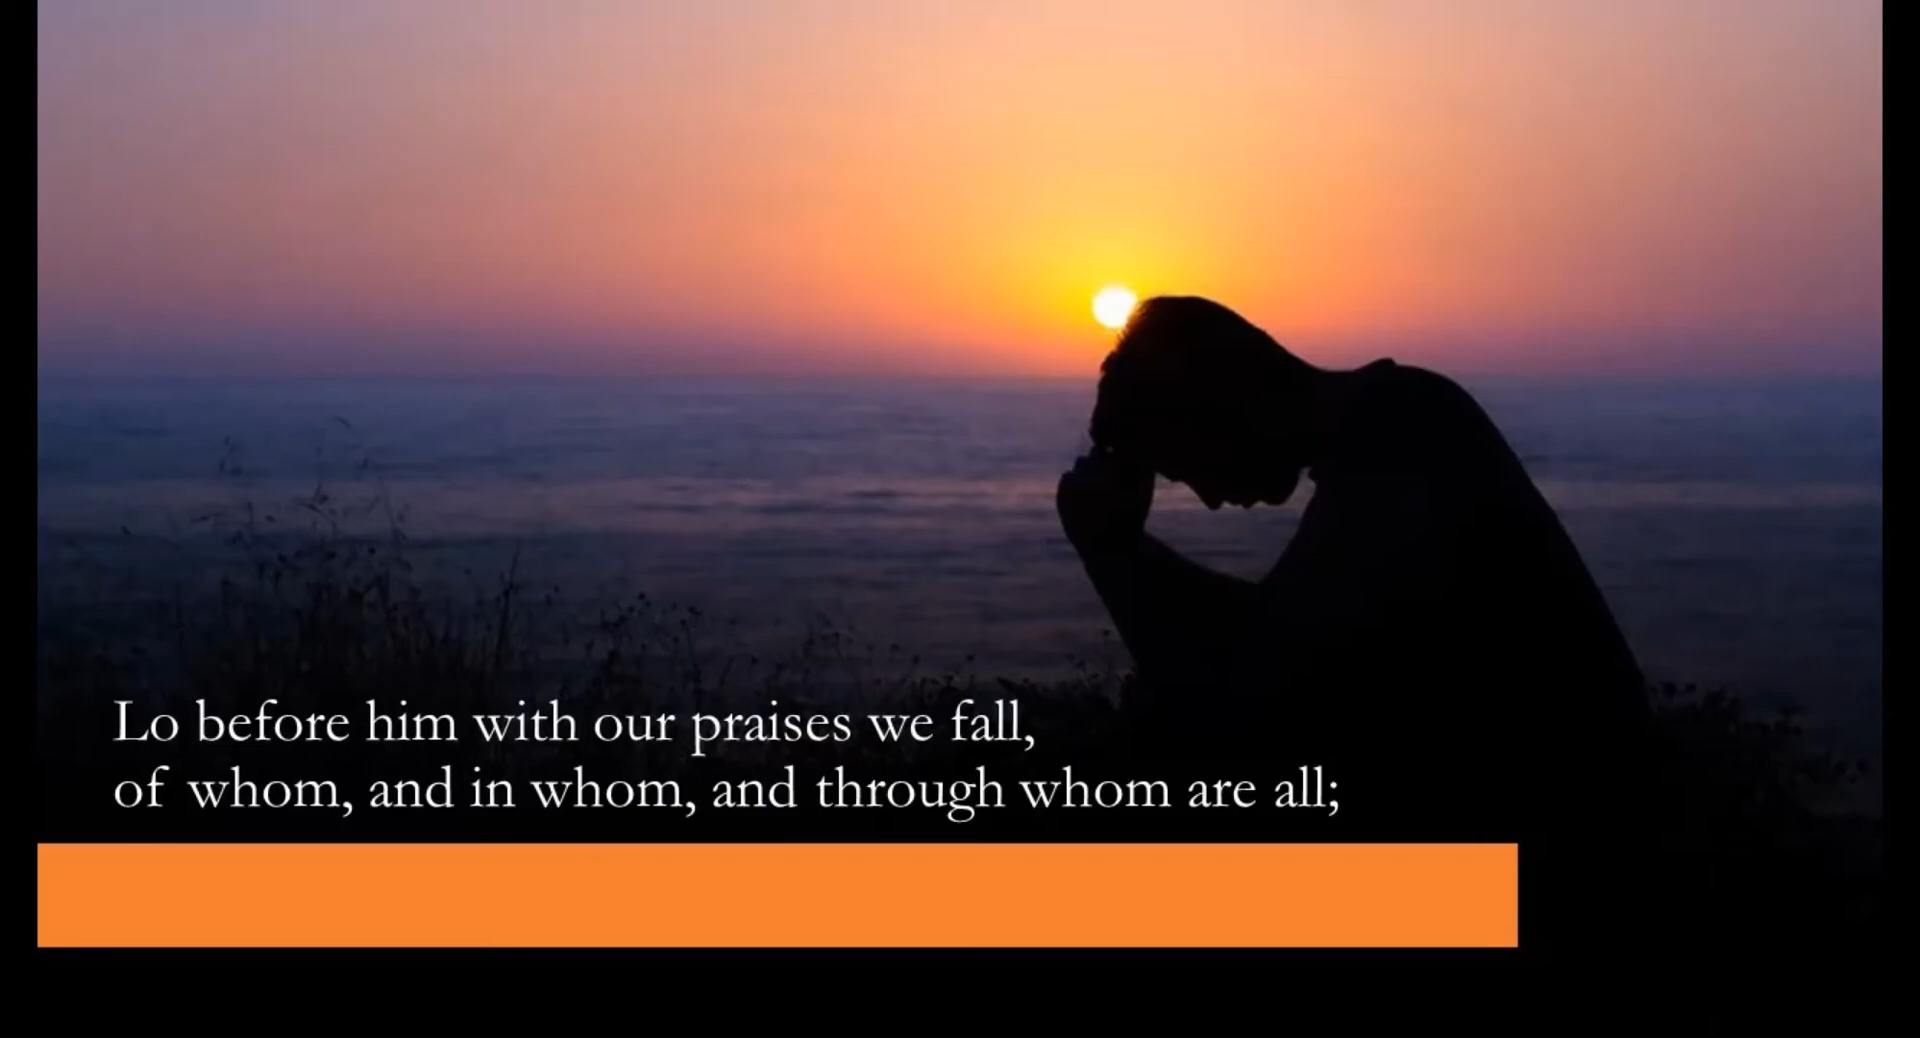 Lo before him with our praises we fall,
of whom, and in whom, and through whom are all;